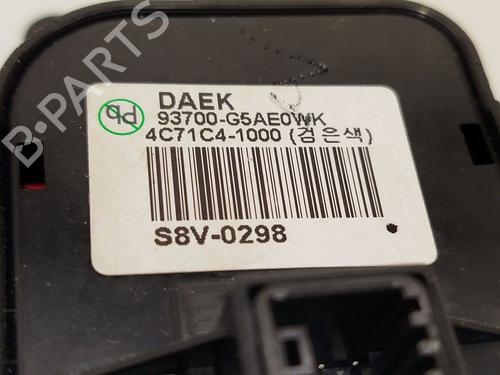 B-PARTS
Pb
DAEK
93700-G5AE0WK
4C71C4-1000 (검은색)
S8V-0298